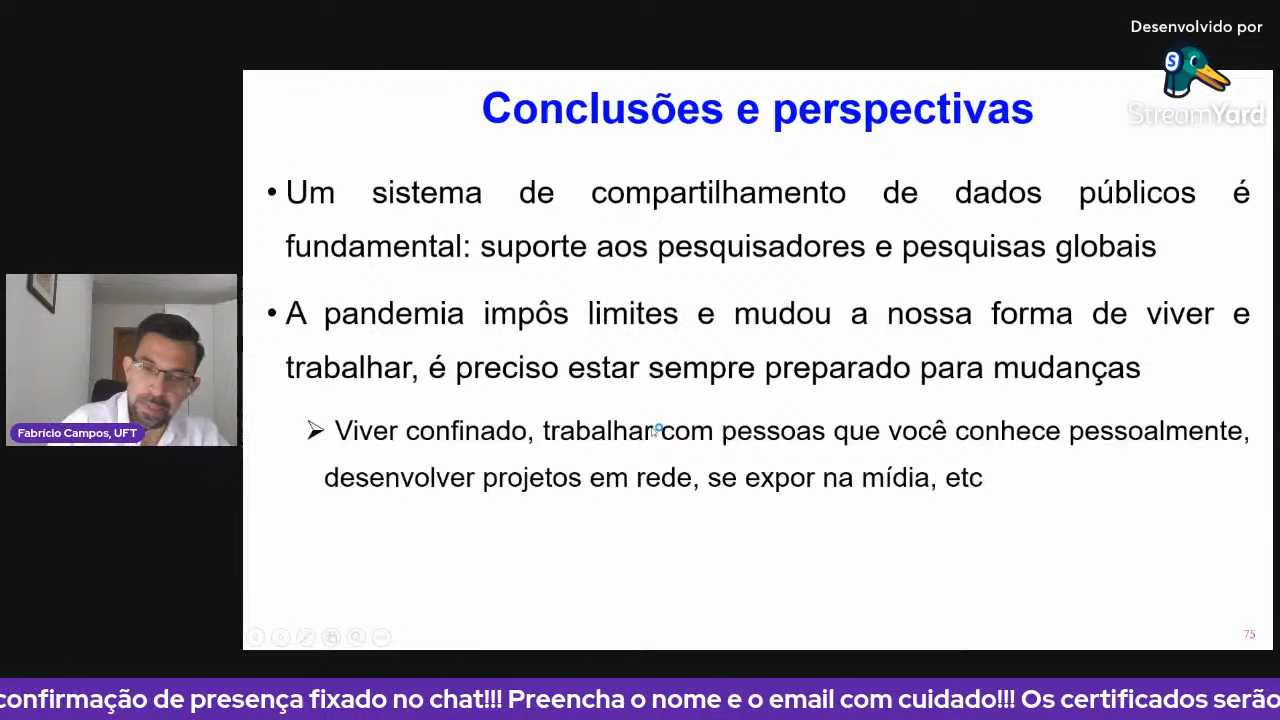 Desenvolvido por
StreamYard
Conclusões e perspectivas
• Um sistema de compartilhamento de dados públicos é
fundamental: suporte aos pesquisadores e pesquisas globais
• A pandemia impôs limites e mudou a nossa forma de viver e
trabalhar, é preciso estar sempre preparado para mudanças
➢ Viver confinado, trabalhar com pessoas que você conhece pessoalmente,
desenvolver projetos em rede, se expor na mídia, etc
Fabrício Campos, UFT
75
confirmação de presença fixado no chat!!! Preencha o nome e o email com cuidado!!! Os certificados serão